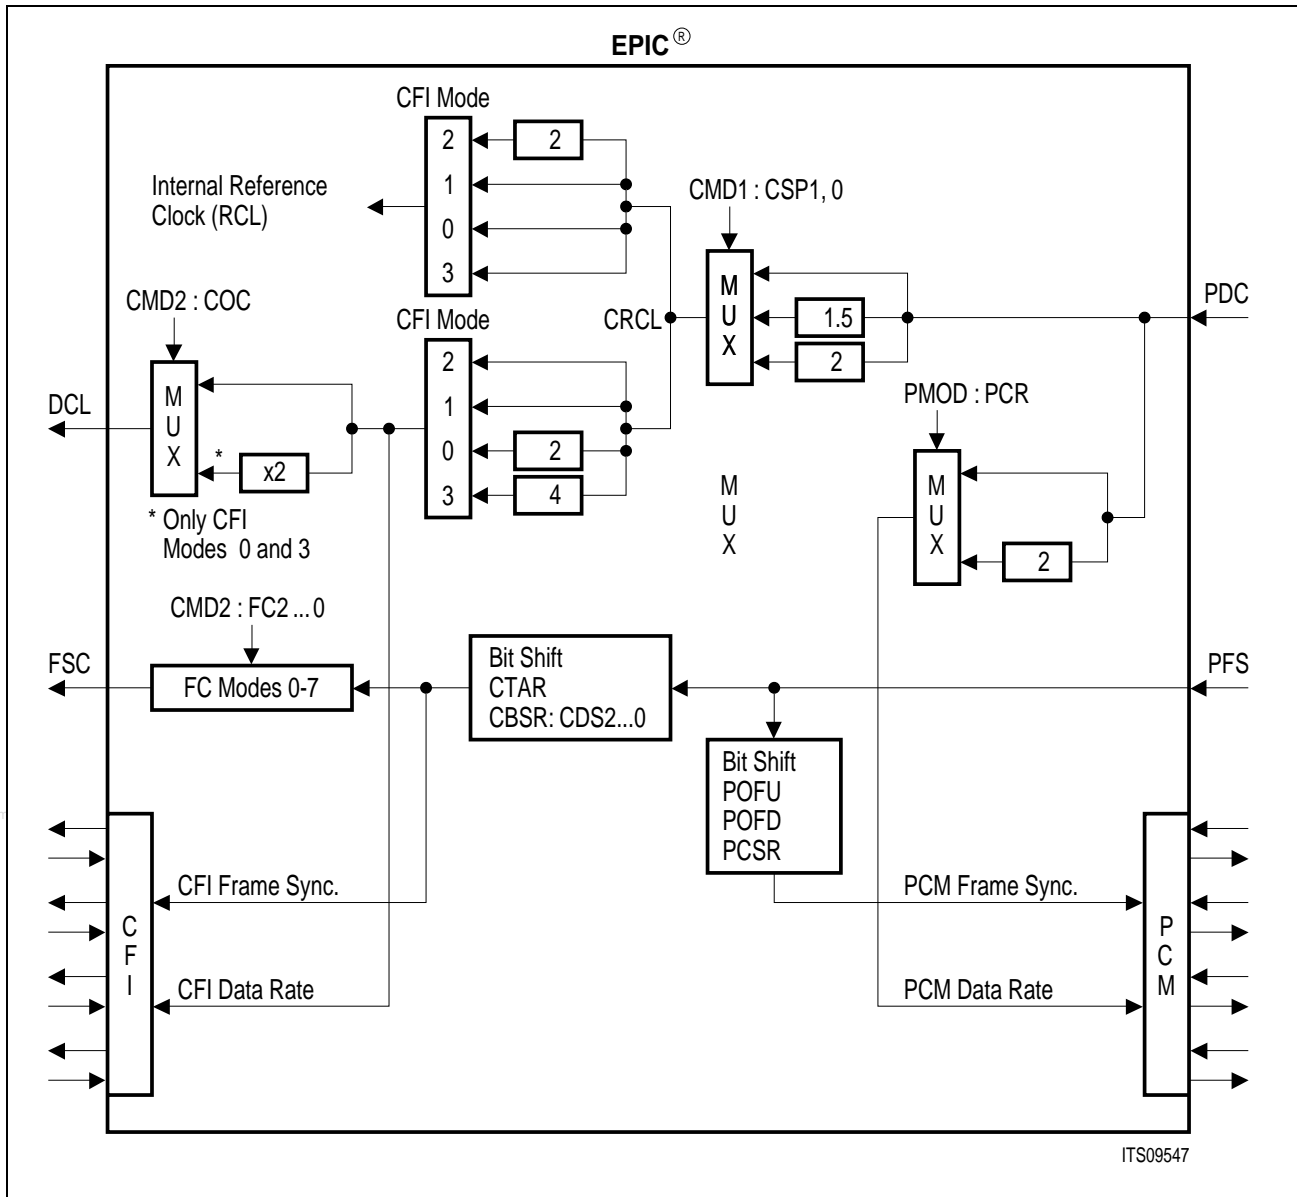 EPIC ®
CFI Mode
2
2
1
0
3
Internal Reference
Clock (RCL)
CMD1 : CSP1, 0
M
U
X
1.5
2
PDC
CMD2 : COC
M
U
X
DCL
*
x2
* Only CFI
Modes 0 and 3
CFI Mode
2
1
0
2
3
4
CRCL
M
U
X
PMOD : PCR
M
U
X
2
CMD2 : FC2 ... 0
FSC
FC Modes 0-7
Bit Shift
CTAR
CBSR: CDS2...0
PFS
Bit Shift
POFU
POFD
PCSR
C
F
I
CFI Frame Sync.
CFI Data Rate
PCM Frame Sync.
PCM Data Rate
P
C
M
ITS09547